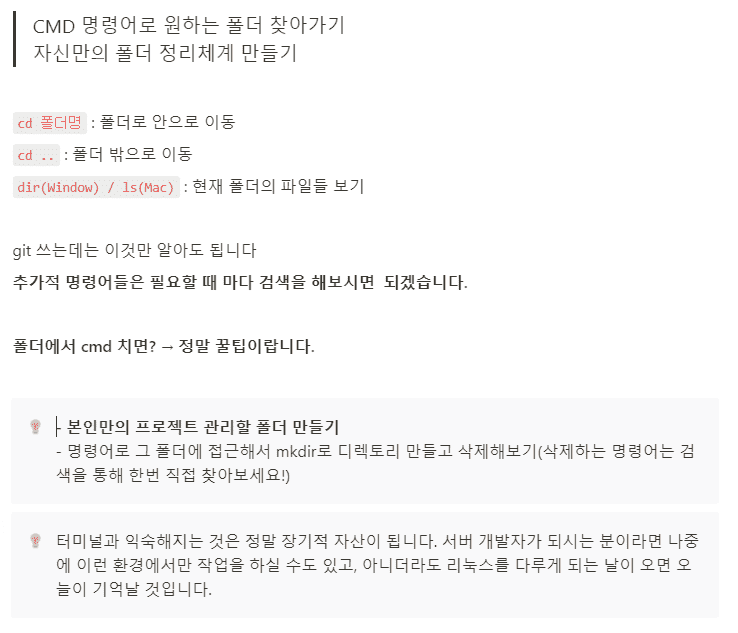 CMD 명령어로 원하는 폴더 찾아가기
자신만의 폴더 정리체계 만들기
cd 폴더명 : 폴더로 안으로 이동
cd .. : 폴더 밖으로 이동
dir(Window) / ls(Mac) : 현재 폴더의 파일들 보기
git 쓰는데는 이것만 알아도 됩니다
추가적 명령어들은 필요할 때 마다 검색을 해보시면  되겠습니다.
폴더에서 cmd 치면? → 정말 꿀팁이랍니다.
- 본인만의 프로젝트 관리할 폴더 만들기
- 명령어로 그 폴더에 접근해서 mkdir로 디렉토리 만들고 삭제해보기(삭제하는 명령어는 검
색을 통해 한번 직접 찾아보세요!)
터미널과 익숙해지는 것은 정말 장기적 자산이 됩니다. 서버 개발자가 되시는 분이라면 나중
에 이런 환경에서만 작업을 하실 수도 있고, 아니더라도 리눅스를 다루게 되는 날이 오면 오
늘이 기억날 것입니다.